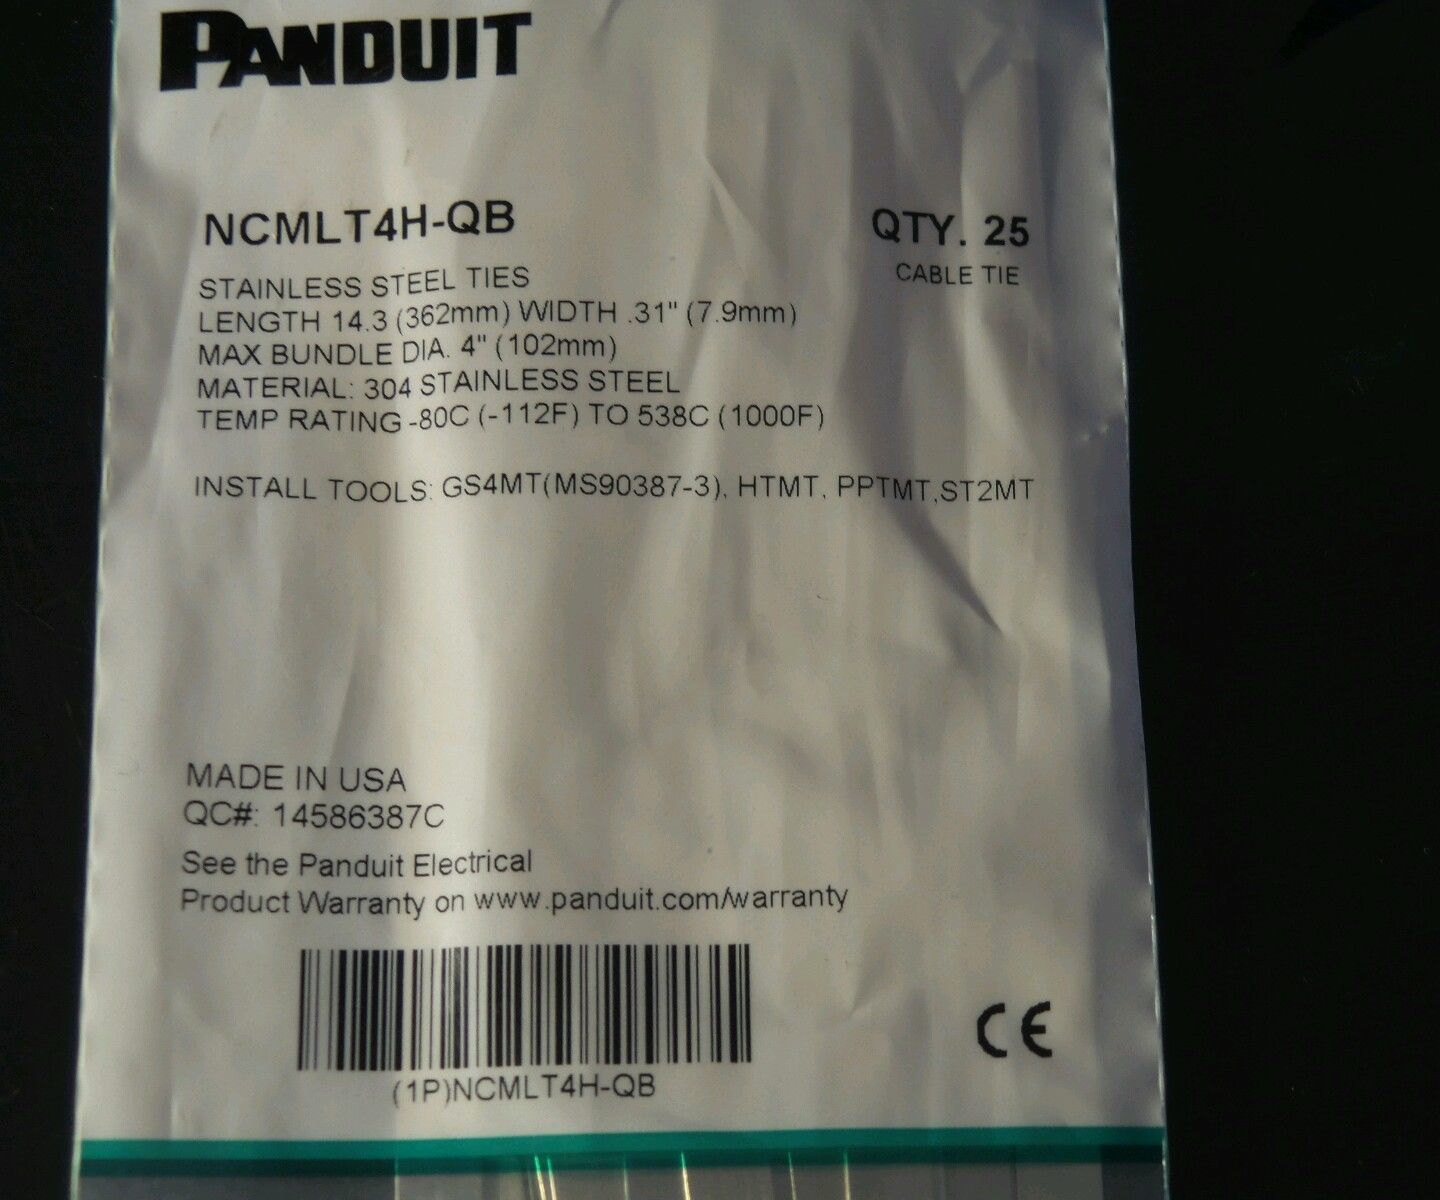 PANDUIT
NCMLT4H-QB
QTY. 25
CABLE TIE
STAINLESS STEEL TIES
LENGTH 14.3 (362mm) WIDTH .31" (7.9mm)
MAX BUNDLE DIA. 4" (102mm)
MATERIAL: 304 STAINLESS STEEL
TEMP RATING -80C (-112F) TO 538C (1000F)
INSTALL TOOLS: GS4MT(MS90387-3), HTMT, PPTMT,ST2MT
MADE IN USA
QC#: 14586387C
See the Panduit Electrical
Product Warranty on www.panduit.com/warranty
(1P)NCMLT4H-QB
CE